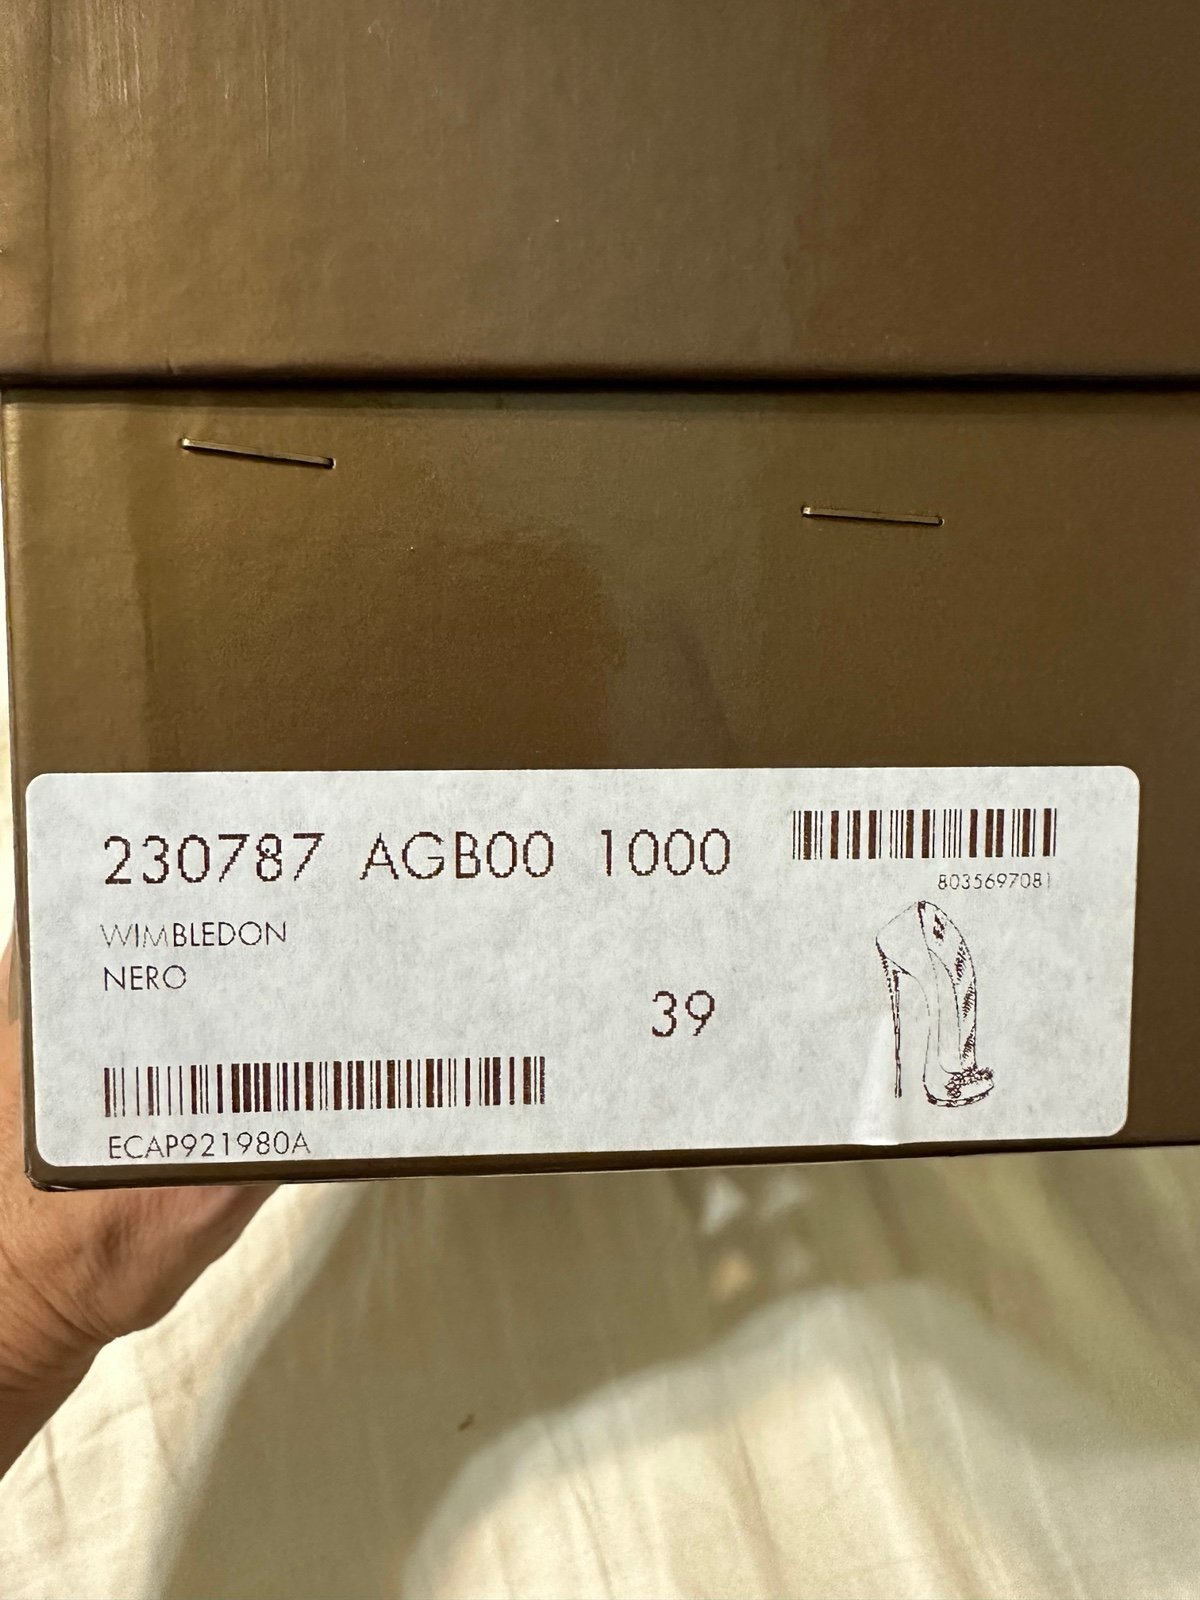 230787 AGB00 1000
8035697081
WIMBLEDON
NERO
39
ECAP921980A